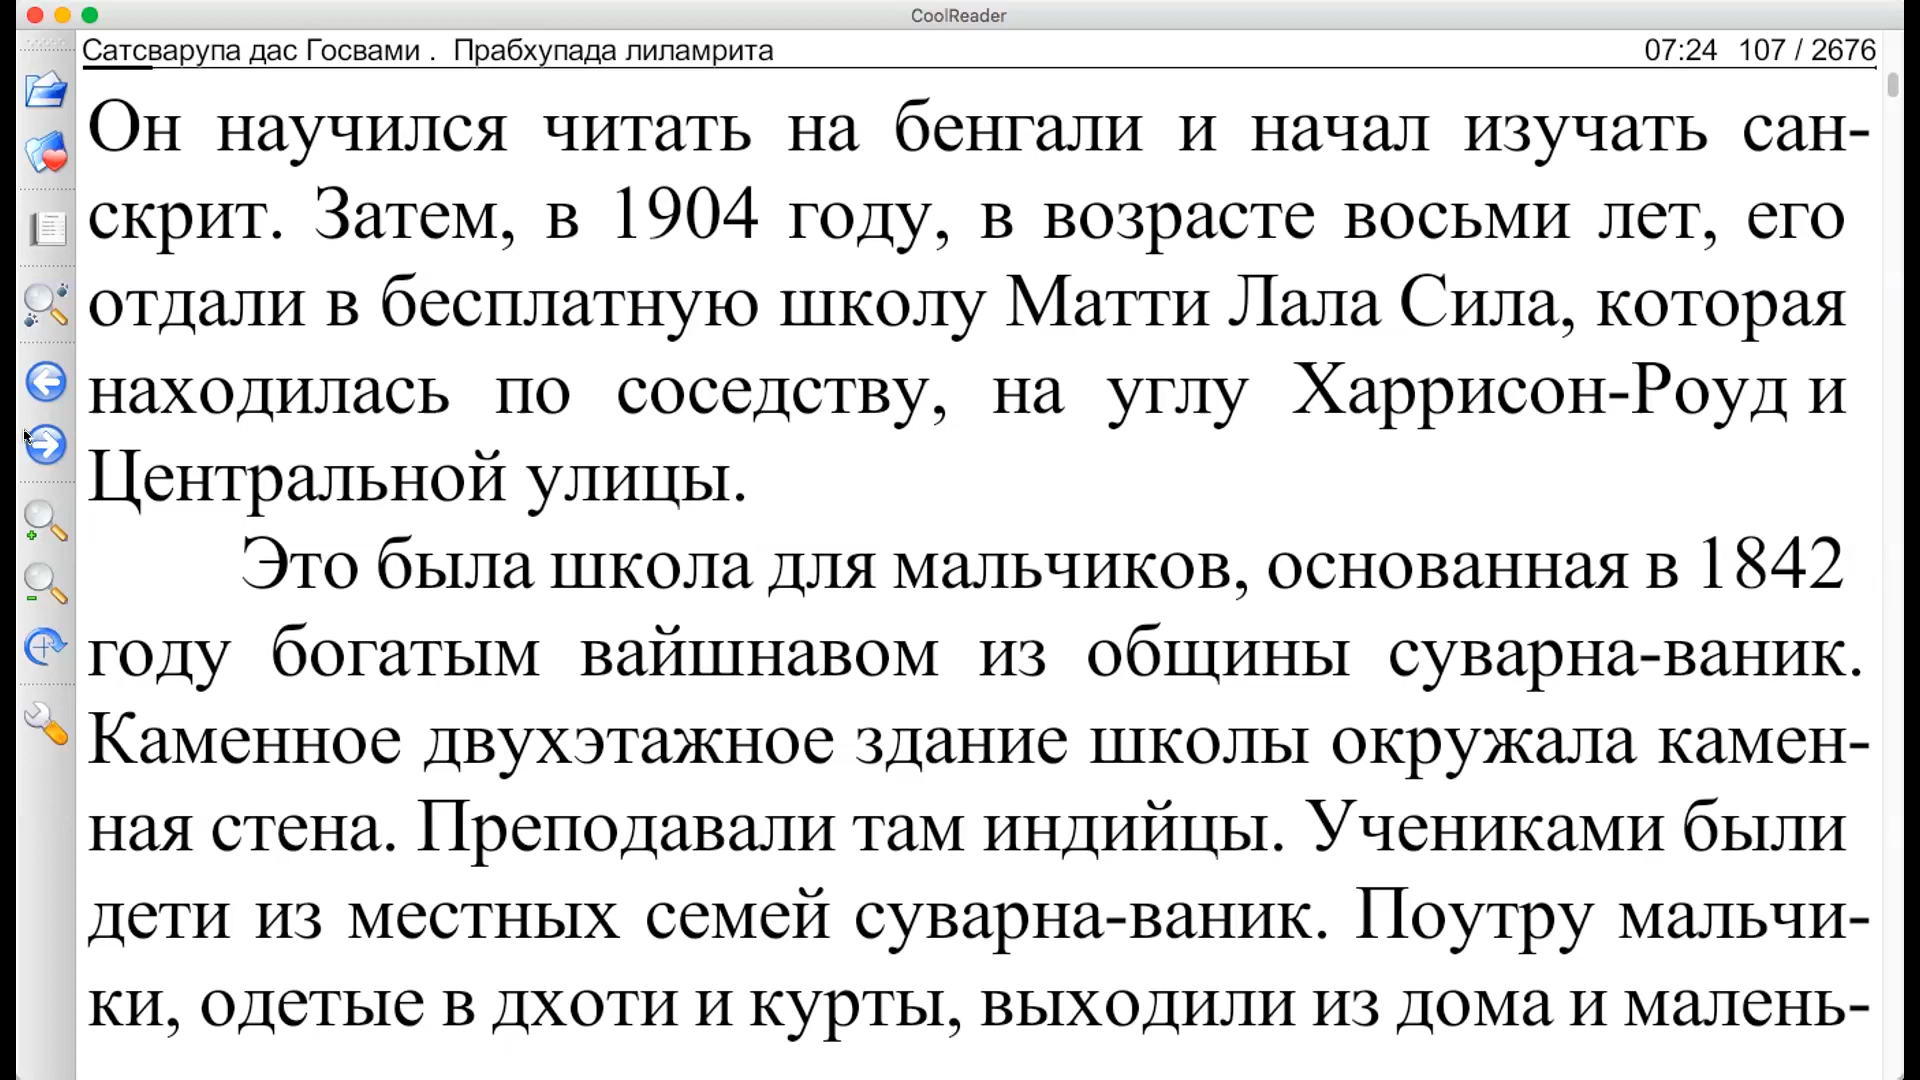 CoolReader
Сатсварупа дас Госвами .  Прабхупада лиламрита 07:24 107 / 2676
Он научился читать на бенгали и начал изучать сан-
скрит. Затем, в 1904 году, в возрасте восьми лет, его
отдали в бесплатную школу Матти Лала Сила, которая
находилась по соседству, на углу Харрисон-Роуд и
Центральной улицы.
Это была школа для мальчиков, основанная в 1842
году богатым вайшнавом из общины суварна-ваник.
Каменное двухэтажное здание школы окружала камен-
ная стена. Преподавали там индийцы. Учениками были
дети из местных семей суварна-ваник. Поутру мальчи-
ки, одетые в дхоти и курты, выходили из дома и малень-